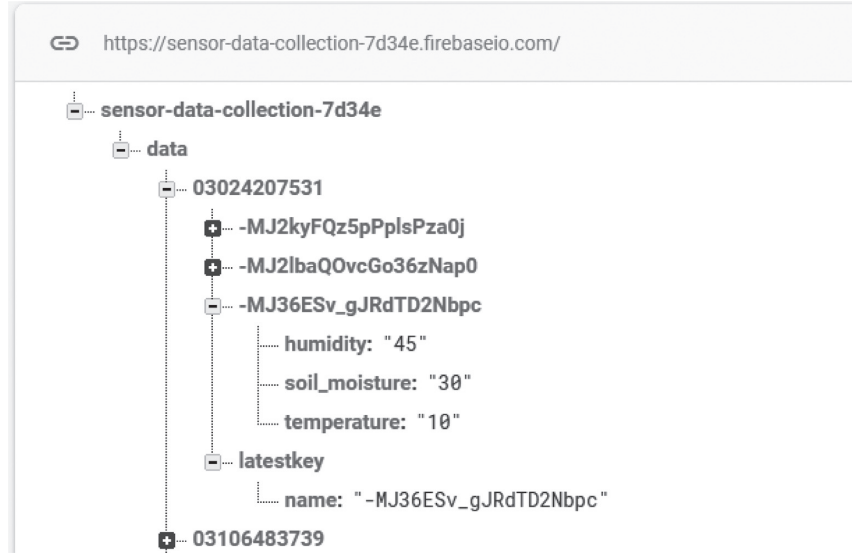 https://sensor-data-collection-7d34e.firebaseio.com/
sensor-data-collection-7d34e
data
03024207531
-MJ2kyFQz5pPplsPza0j
-MJ2lbaQOvcGo36zNap0
-MJ36ESv_gJRdTD2Nbpc
humidity: "45"
soil_moisture: "30"
temperature: "10"
latestkey
name: "-MJ36ESv_gJRdTD2Nbpc"
03106483739